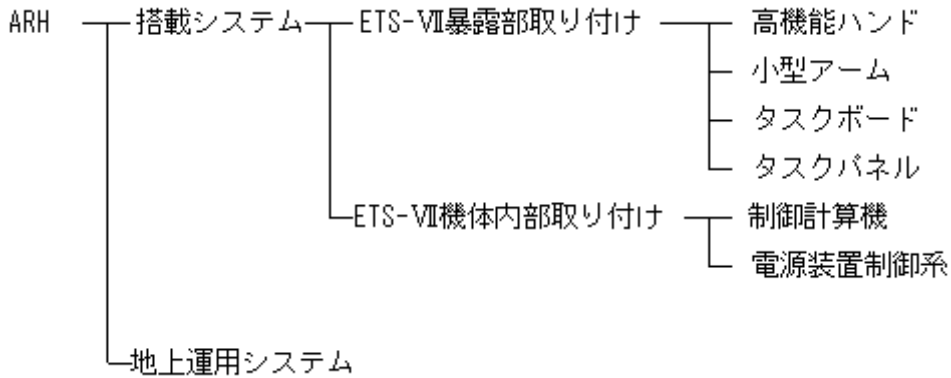 ARH 搭載システム ETS-Ⅶ暴露部取り付け 高機能ハンド
小型アーム
タスクボード
タスクパネル
ETS-Ⅶ機体内部取り付け 制御計算機
電源装置制御系
地上運用システム